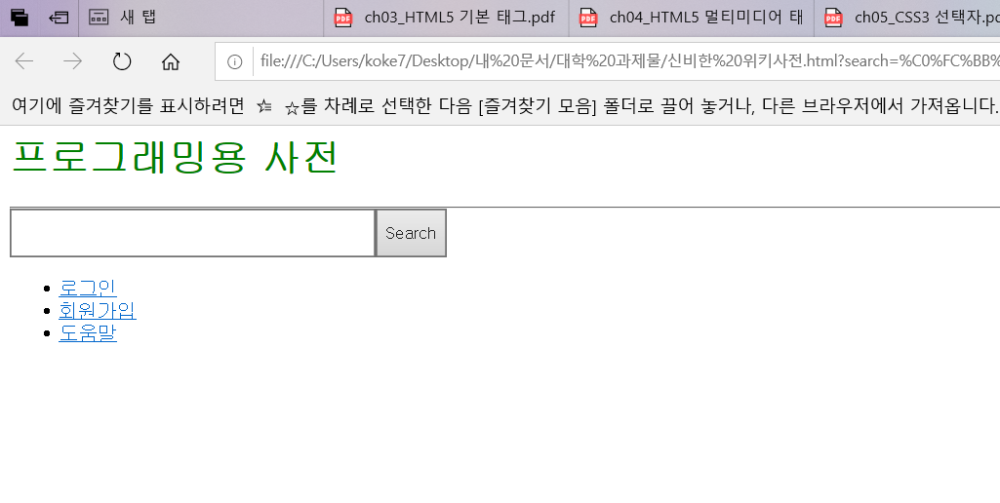 새 탭
ch03_HTML5 기본 태그.pdf
ch04_HTML5 멀티미디어 태
ch05_CSS3 선택자.po
file:///C:/Users/koke7/Desktop/내%20문서/대학%20과제물/신비한%20위키사전.html?search=%C0%FC%BB%
여기에 즐겨찾기를 표시하려면 ☆를 차례로 선택한 다음 [즐겨찾기 모음] 폴더로 끌어 놓거나, 다른 브라우저에서 가져옵니다.
프로그래밍용 사전
Search
로그인
회원가입
도움말